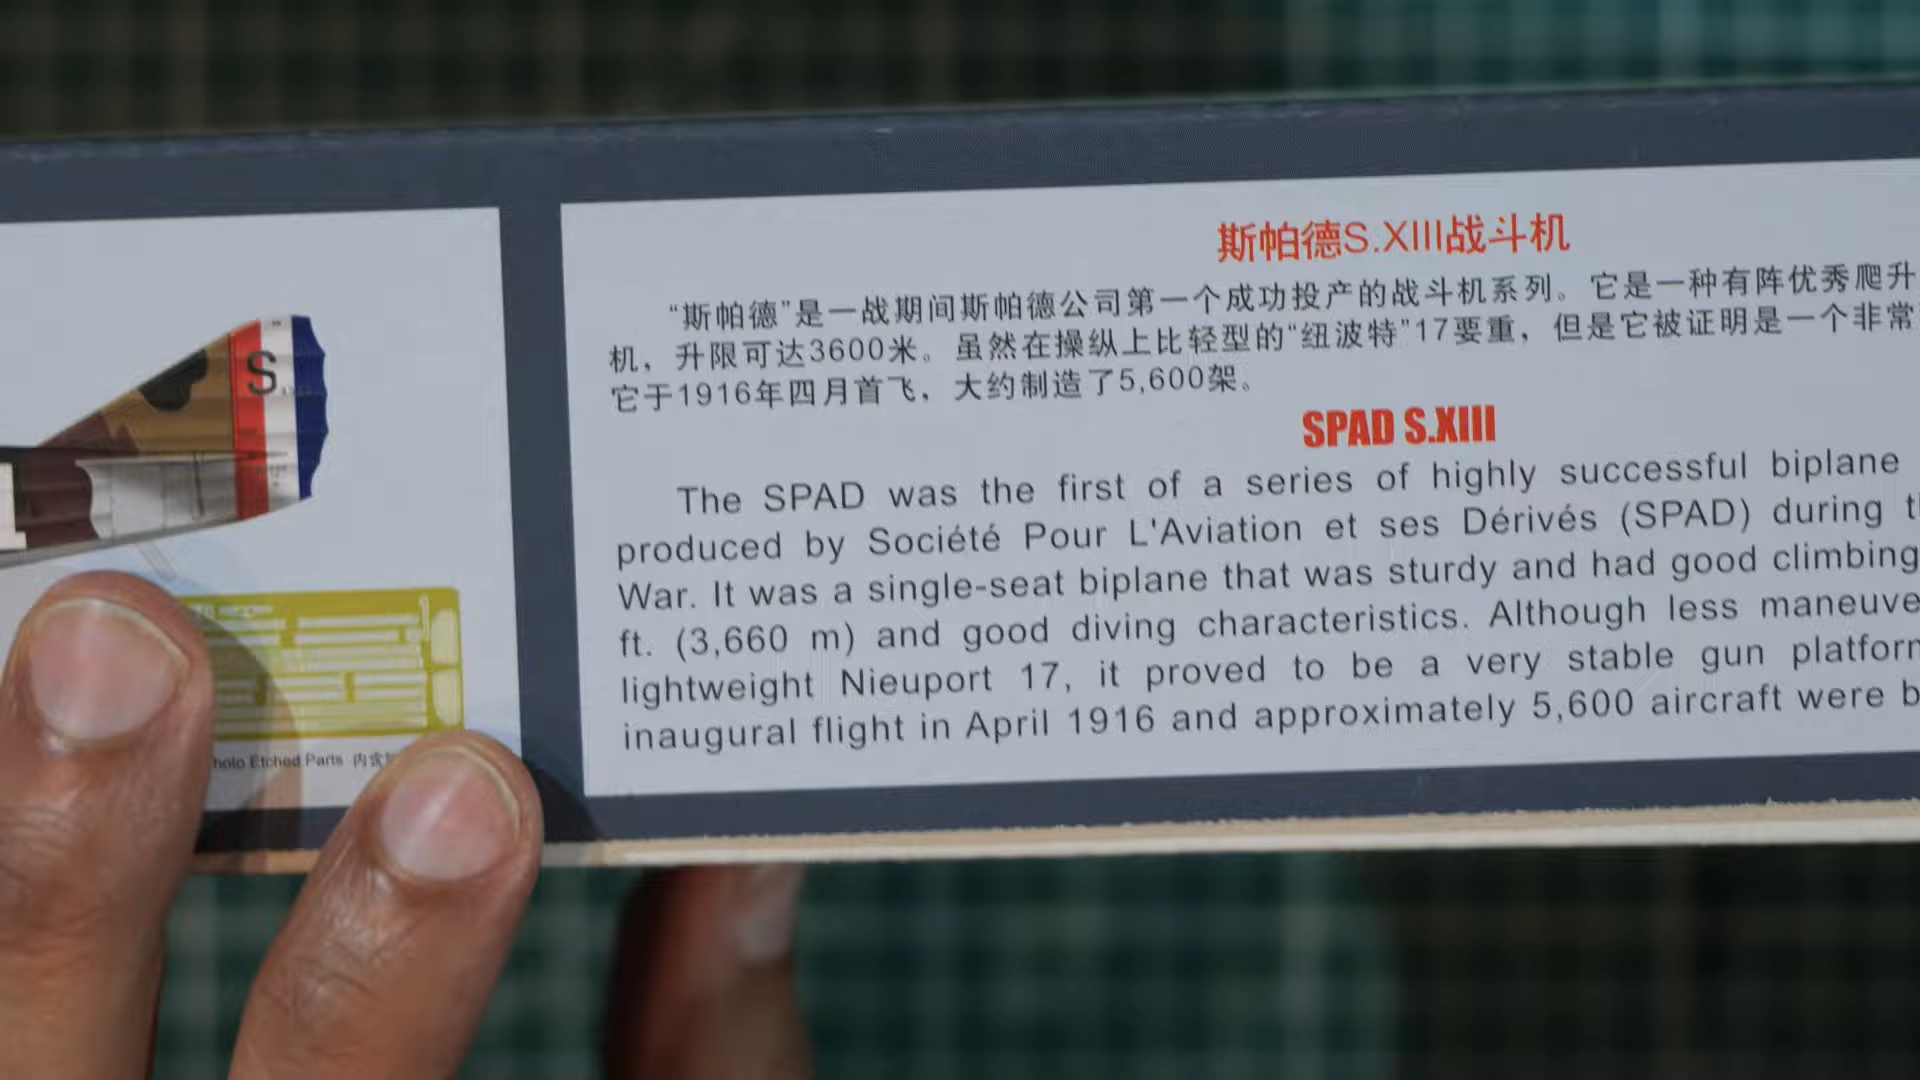 S
hoto Etched Parts 内含
斯帕德S.XIII战斗机
“斯帕德”是一战期间斯帕德公司第一个成功投产的战斗机系列。它是一种有阵优秀爬升
机，升限可达3600米。虽然在操纵上比轻型的“纽波特”17要重，但是它被证明是一个非常
它于1916年四月首飞，大约制造了5,600架。
SPAD S.XIII
The SPAD was the first of a series of highly successful biplane
produced by Société Pour L'Aviation et ses Dérivés (SPAD) during
War. It was a single-seat biplane that was sturdy and had good climbing
ft. (3,660 m) and good diving characteristics. Although less maneuve
lightweight Nieuport 17, it proved to be a very stable gun platform
inaugural flight in April 1916 and approximately 5,600 aircraft were b